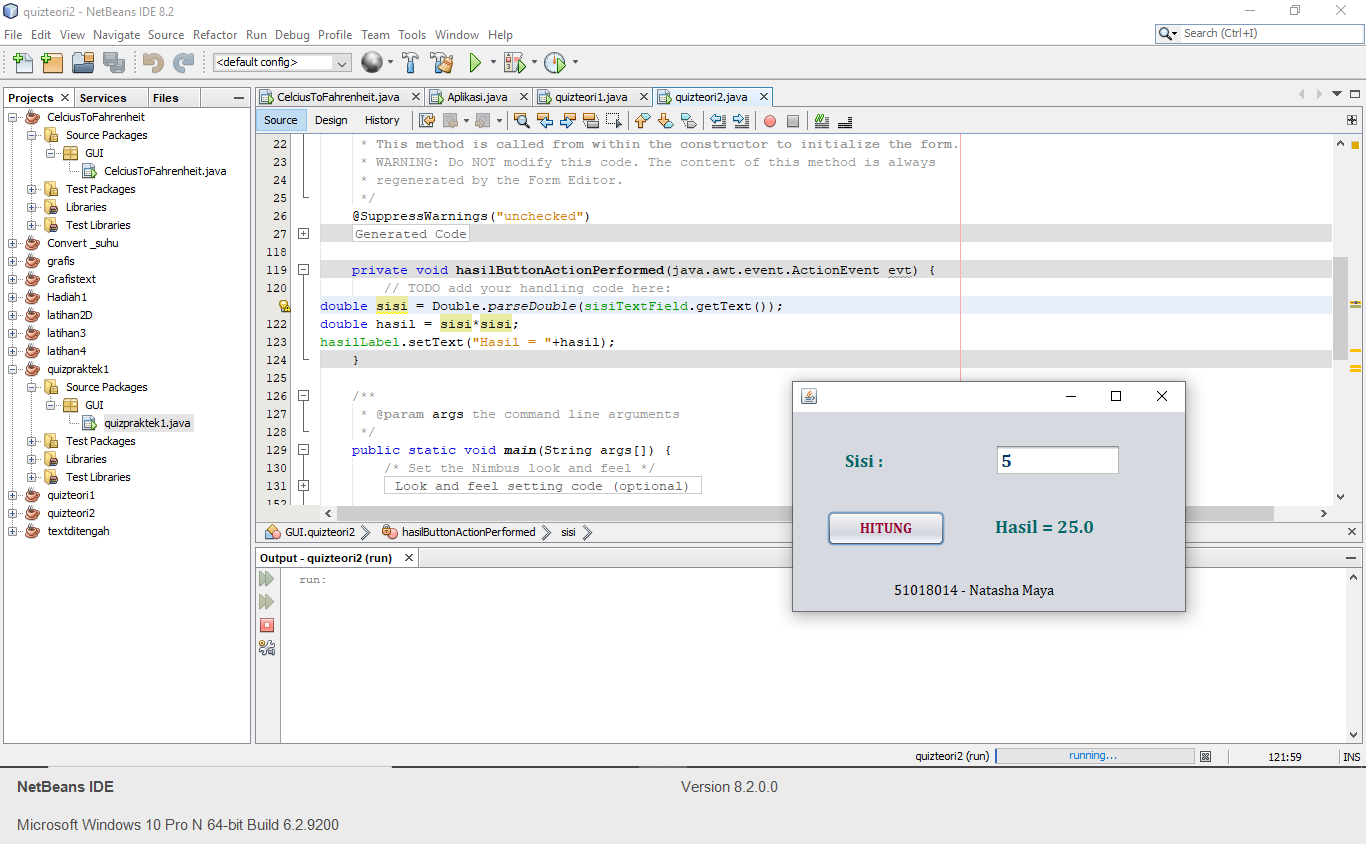 quizteori2 - NetBeans IDE 8.2
File Edit View Navigate Source Refactor Run Debug Profile Team Tools Window Help
Search (Ctrl+I)
<default config>
Projects Services Files
CelciusToFahrenheit
Source Packages
GUI
CelciusToFahrenheit.java
Test Packages
Libraries
Test Libraries
Convert _suhu
grafis
Grafistext
Hadiah1
latihan2D
latihan3
latihan4
quizpraktek1
Source Packages
GUI
quizpraktek1.java
Test Packages
Libraries
Test Libraries
quizteori1
quizteori2
textditengah
CelciusToFahrenheit.java Aplikasi.java quizteori1.java quizteori2.java
Source Design History
22 * This method is called from within the constructor to initialize the form.
23 * WARNING: Do NOT modify this code. The content of this method is always
24 * regenerated by the Form Editor.
25 */
26 @SuppressWarnings("unchecked")
27 Generated Code
118
119 private void hasilButtonActionPerformed(java.awt.event.ActionEvent evt) {
120 // TODO add your handling code here:
double sisi = Double.parseDouble(sisiTextField.getText());
122 double hasil = sisi*sisi;
123 hasilLabel.setText("Hasil = "+hasil);
124 }
125
126 /**
127 * @param args the command line arguments
128 */
129 public static void main(String args[]) {
130 /* Set the Nimbus look and feel */
131 Look and feel setting code (optional)
152
GUI.quizteori2 hasilButtonActionPerformed sisi
Output - quizteori2 (run)
run:
Sisi : 5
HITUNG Hasil = 25.0
51018014 - Natasha Maya
quizteori2 (run) running... 121:59 INS
NetBeans IDE Version 8.2.0.0
Microsoft Windows 10 Pro N 64-bit Build 6.2.9200